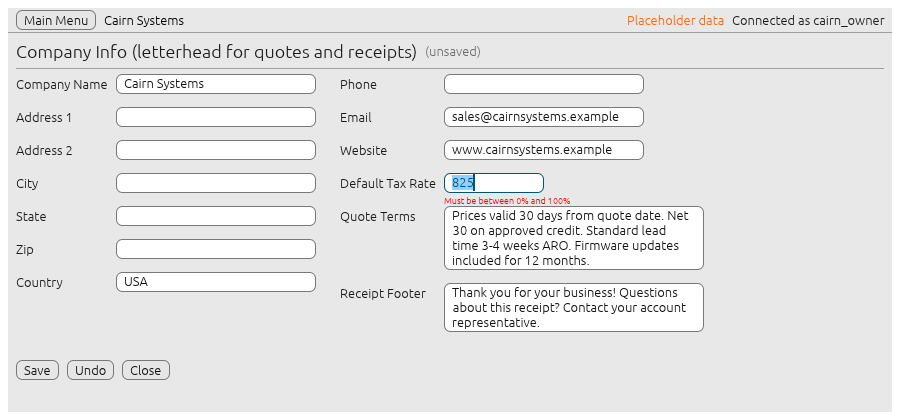 Main Menu Cairn Systems Placeholder data Connected as cairn_owner
Company Info (letterhead for quotes and receipts) (unsaved)
Company Name Cairn Systems Phone
Address 1 Email sales@cairnsystems.example
Address 2 Website www.cairnsystems.example
City Default Tax Rate 825
Must be between 0% and 100%
State Quote Terms Prices valid 30 days from quote date. Net
30 on approved credit. Standard lead
Zip time 3-4 weeks ARO. Firmware updates
included for 12 months.
Country USA
Receipt Footer Thank you for your business! Questions
about this receipt? Contact your account
representative.
Save Undo Close